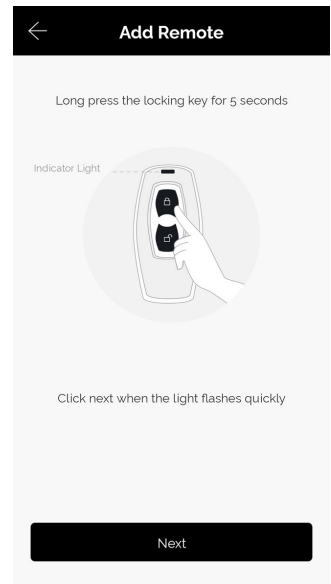 Add Remote
Long press the locking key for 5 seconds
Indicator Light
Click next when the light flashes quickly
Next